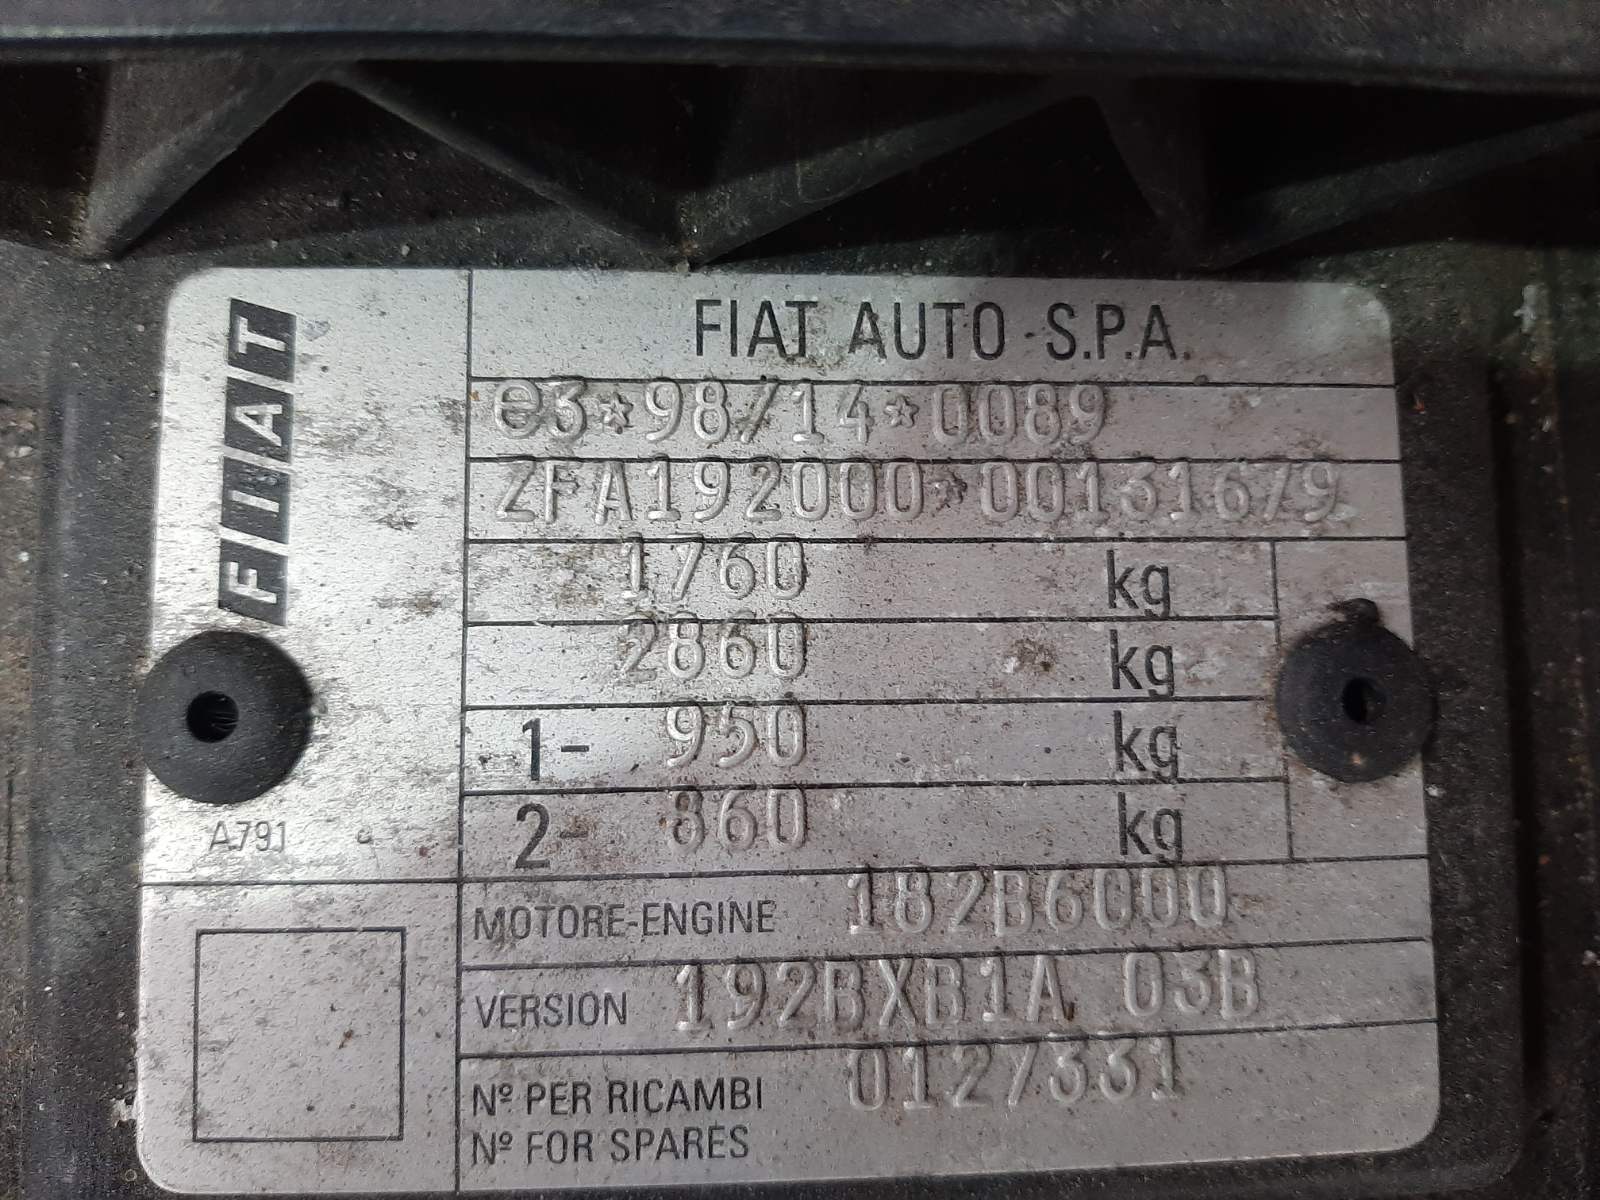 FIAT
FIAT AUTO S.P.A.
e3*98/14*0089
ZFA192000*00131679
1760 kg
2860 kg
1- 950 kg
2- 860 kg
A.791
MOTORE-ENGINE 182B6000
VERSION 192BXB1A 03B
Nº PER RICAMBI 0127331
Nº FOR SPARES